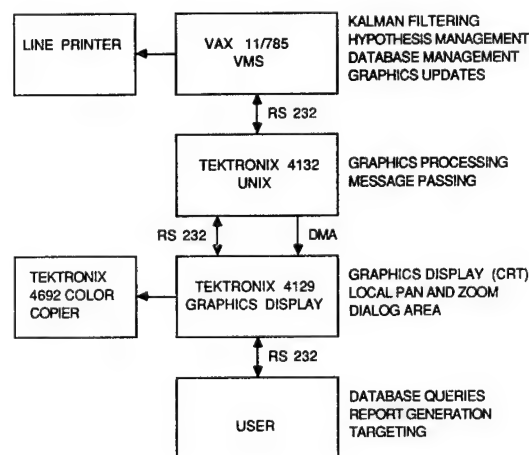 LINE PRINTER
VAX 11/785
VMS
KALMAN FILTERING
HYPOTHESIS MANAGEMENT
DATABASE MANAGEMENT
GRAPHICS UPDATES
RS 232
TEKTRONIX 4132
UNIX
GRAPHICS PROCESSING
MESSAGE PASSING
RS 232
DMA
TEKTRONIX
4692 COLOR
COPIER
TEKTRONIX 4129
GRAPHICS DISPLAY
GRAPHICS DISPLAY (CRT)
LOCAL PAN AND ZOOM
DIALOG AREA
RS 232
USER
DATABASE QUERIES
REPORT GENERATION
TARGETING